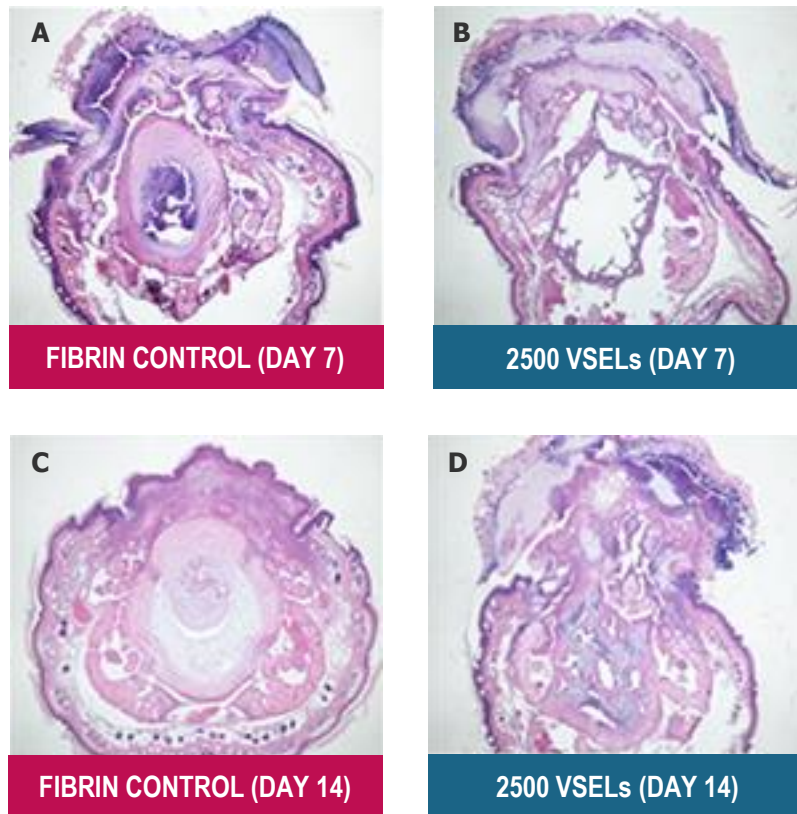 A
B
FIBRIN CONTROL (DAY 7)
2500 VSELs (DAY 7)
C
D
FIBRIN CONTROL (DAY 14)
2500 VSELs (DAY 14)